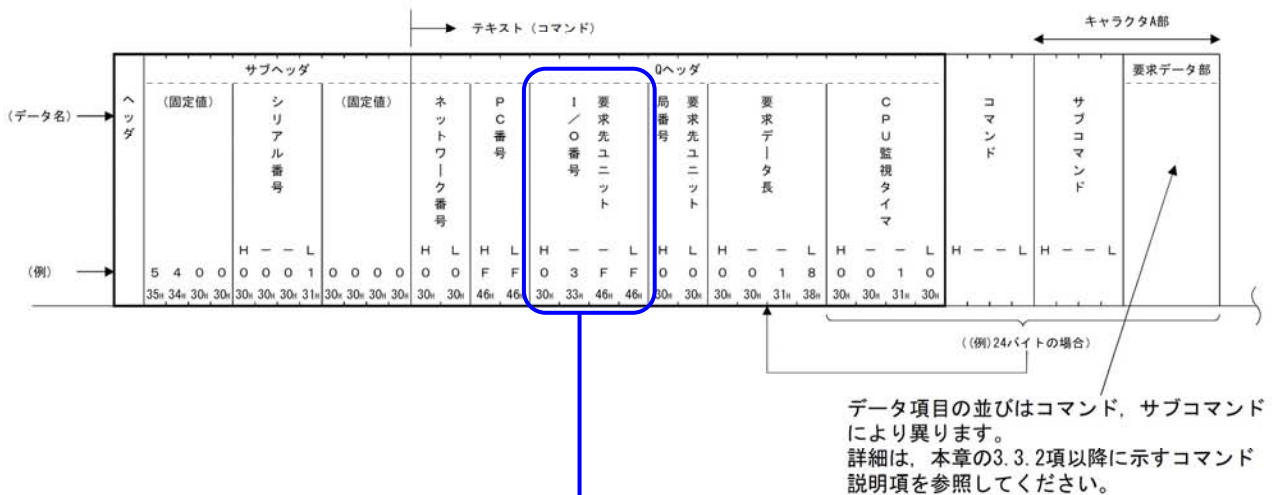 テキスト(コマンド)
キャラクタA部
サブヘッダ
Qヘッダ
要求データ部
(データ名)
ヘッダ
(固定値)
シリアル番号
(固定値)
ネットワーク番号
PC番号
要求先ユニット
I/O番号
要求先ユニット
局番号
要求データ長
CPU監視タイマ
コマンド
サブコマンド
H - - L H L H L H - - L H L H - - L H - - L H - - L H - - L
(例)
5 4 0 0 0 0 0 1 0 0 0 0 0 0 F F 0 3 F F 0 0 0 0 1 8 0 0 1 0
35H 34H 30H 30H 30H 30H 30H 31H 30H 30H 30H 30H 30H 30H 46H 46H 30H 33H 46H 46H 30H 30H 30H 30H 31H 38H 30H 30H 31H 30H
((例)24バイトの場合)
データ項目の並びはコマンド, サブコマンド
により異ります。
詳細は, 本章の3.3.2項以降に示すコマンド
説明項を参照してください。